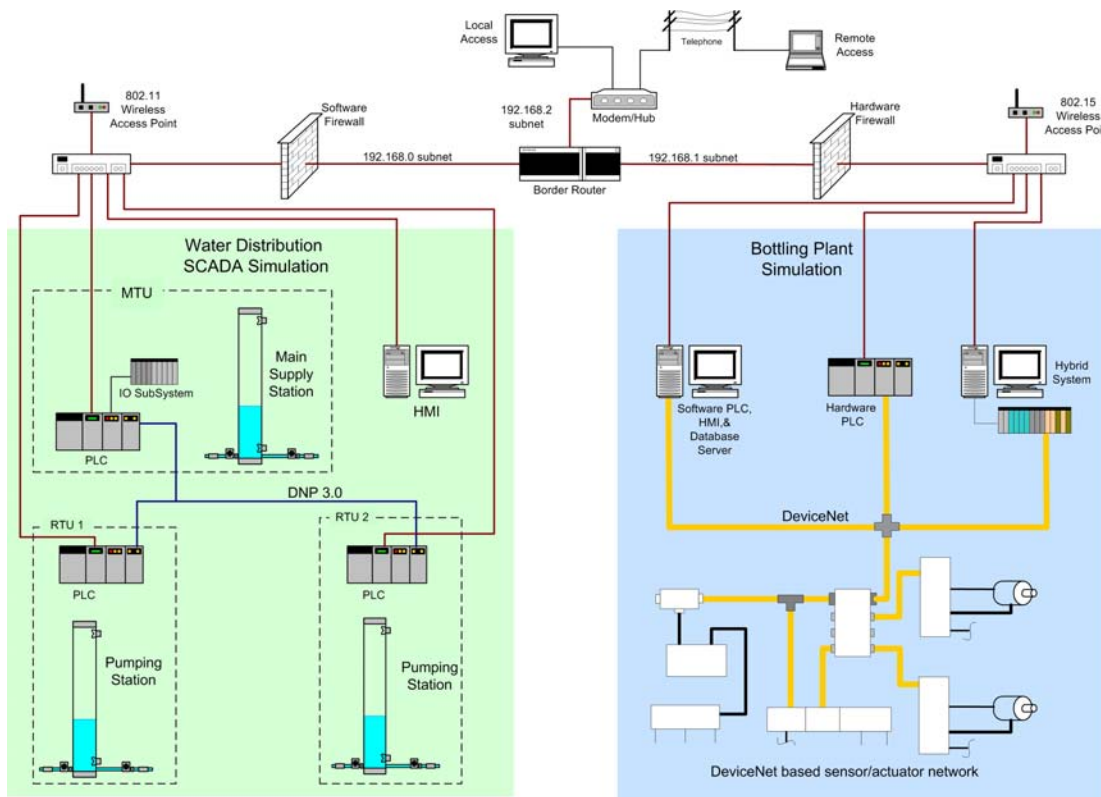 Local
Access
Telephone
Remote
Access
802.11
Wireless
Access Point
Software
Firewall
192.168.2
subnet
Modem/Hub
Hardware
Firewall
802.15
Wireless
Access Poi
192.168.0 subnet
192.168.1 subnet
Border Router
Water Distribution
SCADA Simulation
MTU
IO SubSystem
PLC
Main
Supply
Station
HMI
DNP 3.0
RTU 1
PLC
Pumping
Station
RTU 2
PLC
Pumping
Station
Bottling Plant
Simulation
Software PLC,
HMI,&
Database
Server
Hardware
PLC
Hybrid
System
DeviceNet
DeviceNet based sensor/actuator network